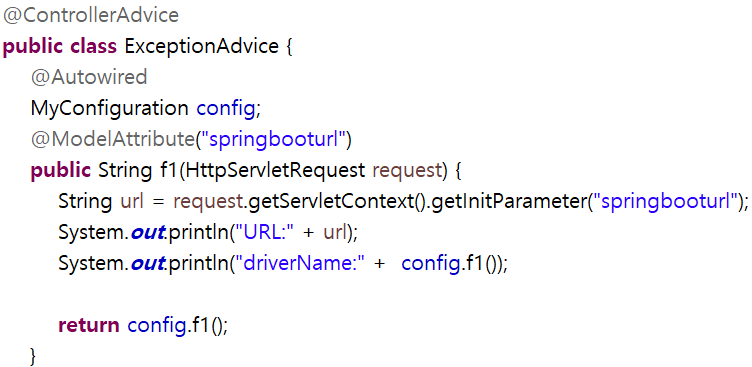 @ControllerAdvice
public class ExceptionAdvice {
@Autowired
MyConfiguration config;
@ModelAttribute("springbooturl")
public String f1(HttpServletRequest request) {
String url = request.getServletContext().getInitParameter("springbooturl");
System.out.println("URL:" + url);
System.out.println("driverName:" +  config.f1());
return config.f1();
}